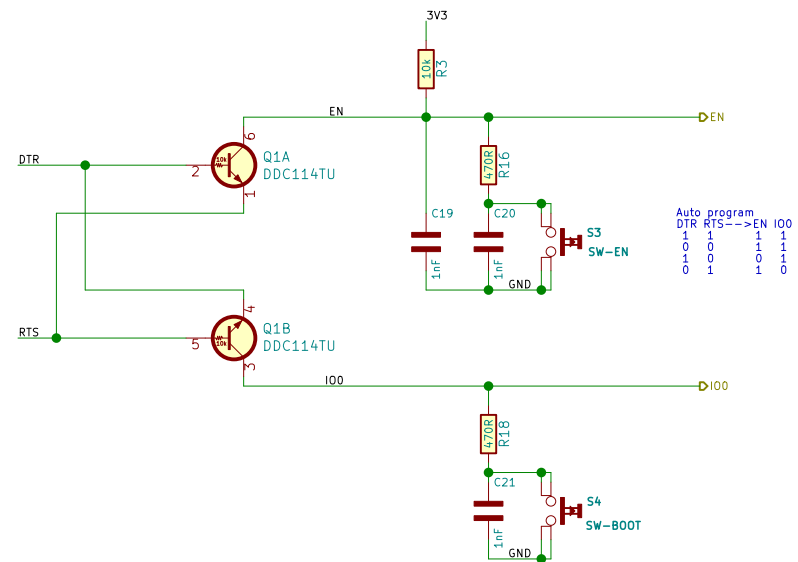 3V3
10k
R3
EN
EN
6
DTR
10k
Q1A
DDC114TU
2
1
470R
R16
C19
C20
1nF
1nF
S3
SW-EN
GND
Auto program
DTR RTS-->EN IO0
1 1 1 1
0 0 1 1
1 0 0 1
0 1 1 0
4
RTS
10k
Q1B
DDC114TU
5
3
IO0
IO0
470R
R18
C21
1nF
S4
SW-BOOT
GND